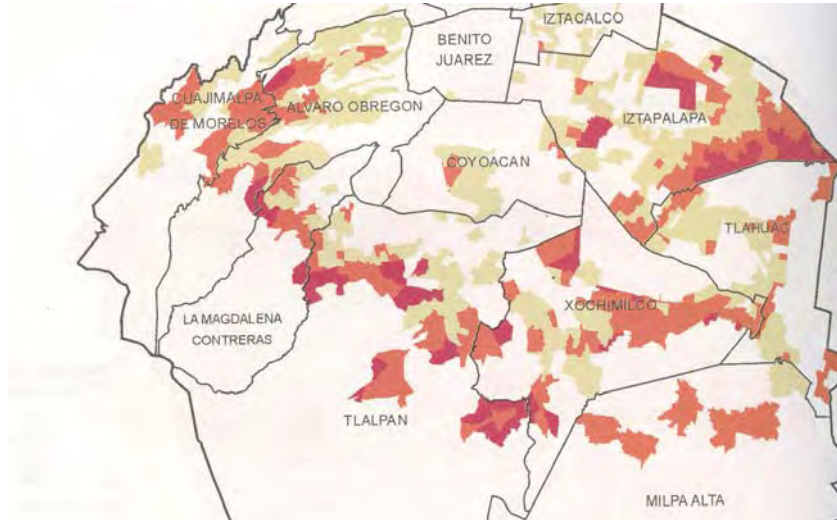 IZTACALCO
BENITO
JUAREZ
CUAJIMALPA
DE MORELOS
ALVARO OBREGON
IZTAPALAPA
COYOACAN
TLAHUAC
XOCHIMILCO
LA MAGDALENA
CONTRERAS
TLALPAN
MILPA ALTA